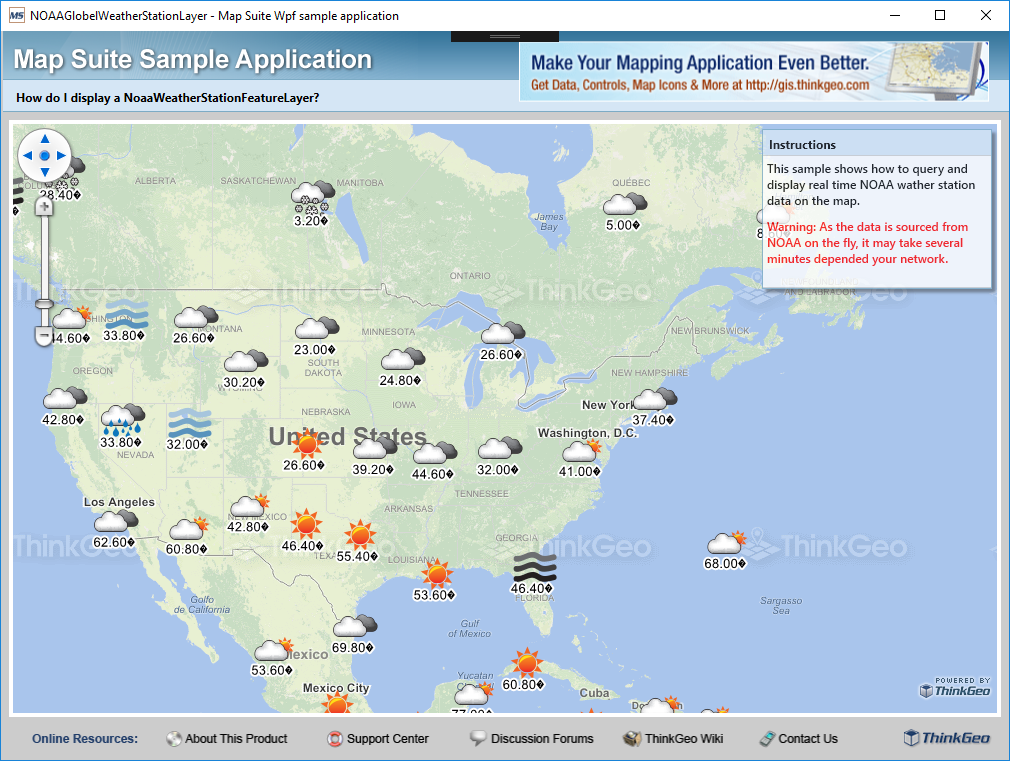 MS NOAAGlobelWeatherStationLayer - Map Suite Wpf sample application
Map Suite Sample Application
Make Your Mapping Application Even Better.
Get Data, Controls, Map Icons & More at http://gis.thinkgeo.com
How do I display a NoaaWeatherStationFeatureLayer?
Instructions
This sample shows how to query and
display real time NOAA wather station
data on the map.
Warning: As the data is sourced from
NOAA on the fly, it may take several
minutes depended your network.
ALBERTA
SASKATCHEWAN
MANITOBA
QUÉBEC
28.40�
3.20�
5.00�
James
Bay
ONTARIO
ThinkGeo
ThinkGeo
ThinkGeo
AND LABRADOR
44.60�
33.80�
26.60�
MONTANA
23.00�
MINNESOTA
26.60�
NEW BRUNSWICK
OREGON
30.20�
WYOMING
SOUTH
DAKOTA
24.80�
NEW HAMPSHIRE
42.80�
33.80�
32.00�
NEVADA
NEBRASKA
IOWA
New York
37.40�
United States
Washington, D.C.
26.60�
39.20�
44.60�
32.00�
41.00�
Los Angeles
TENNESSEE
62.60�
60.80�
42.80�
NEW MEXICO
46.40�
55.40�
ARKANSAS
GEORGIA
ThinkGeo
ThinkGeo
ThinkGeo
LOUISIANA
53.60�
46.40�
FLORIDA
68.00�
Golfo
de California
Sargasso
Sea
Gulf
of Mexico
69.80�
53.60�
Mexico
Mexico City
Yucatan
60.80�
Cuba
POWERED BY
ThinkGeo
Online Resources:
About This Product
Support Center
Discussion Forums
ThinkGeo Wiki
Contact Us
ThinkGeo